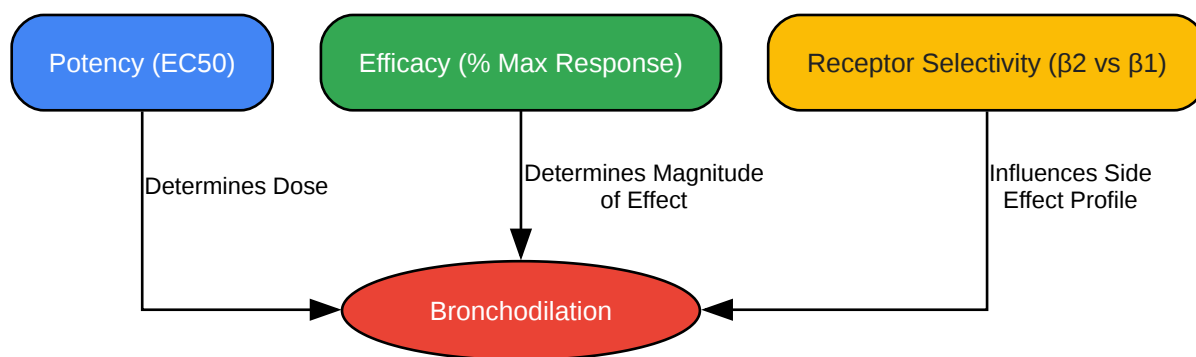 Potency (EC50)
Efficacy (% Max Response)
Receptor Selectivity (β2 vs β1)
Determines Dose
Determines Magnitude
of Effect
Influences Side
Effect Profile
Bronchodilation